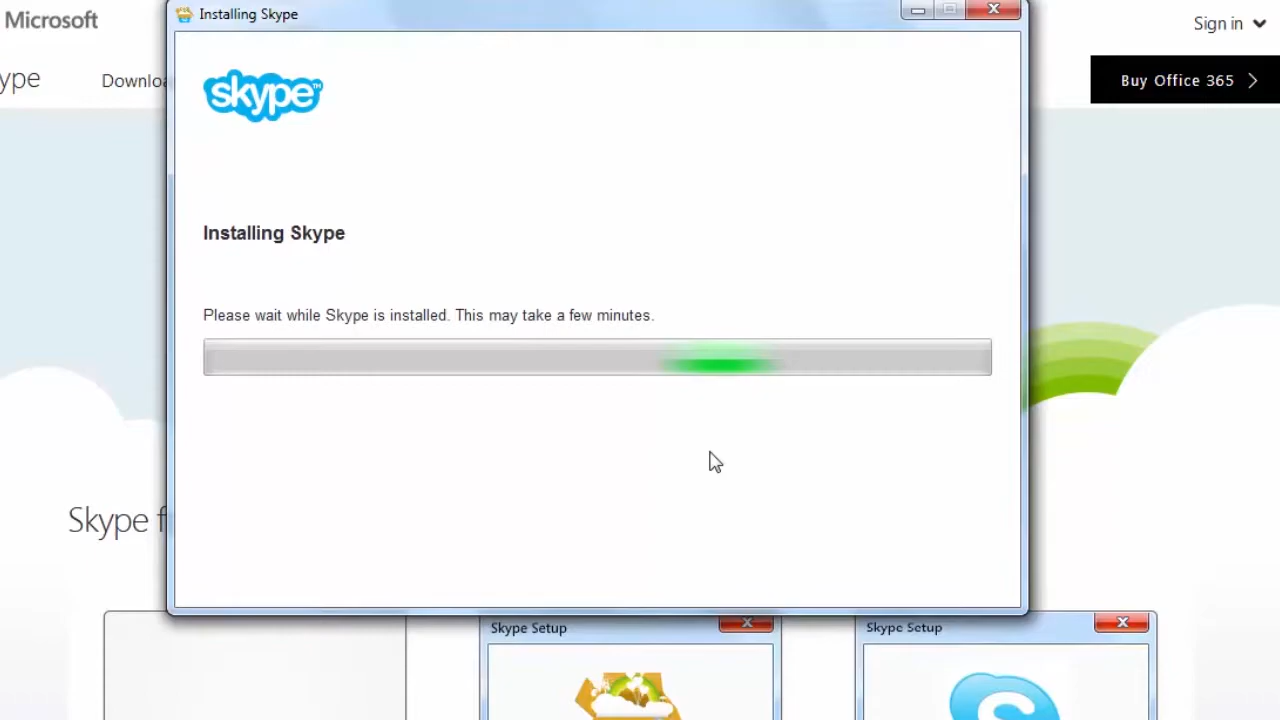 Installing Skype
Microsoft
Sign in
ype
Downloa
Buy Office 365
skype™
Installing Skype
Please wait while Skype is installed. This may take a few minutes.
Skype f
Skype Setup
Skype Setup